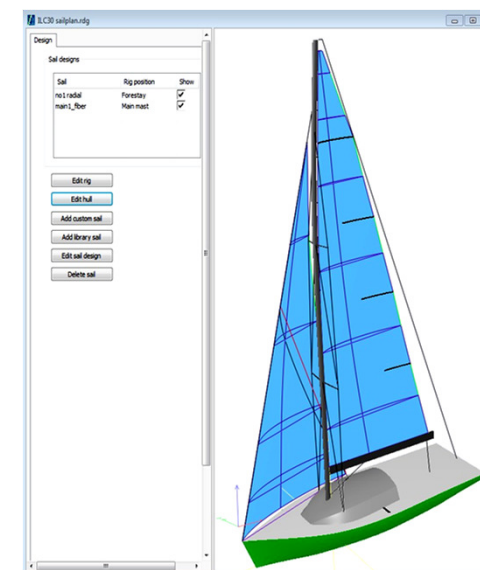 ILC30 sailplan.rdg
Design
Sail designs
Sail Rig position Show
no1 radial Forestay
main1_fiber Main mast
Edit rig
Edit hull
Add custom sail
Add library sail
Edit sail design
Delete sail